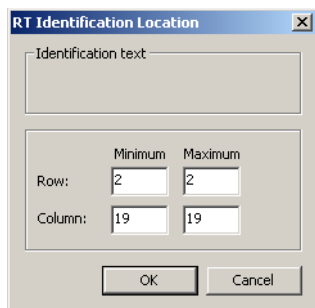 RT Identification Location
Identification text
Minimum Maximum
Row: 2 2
Column: 19 19
OK Cancel